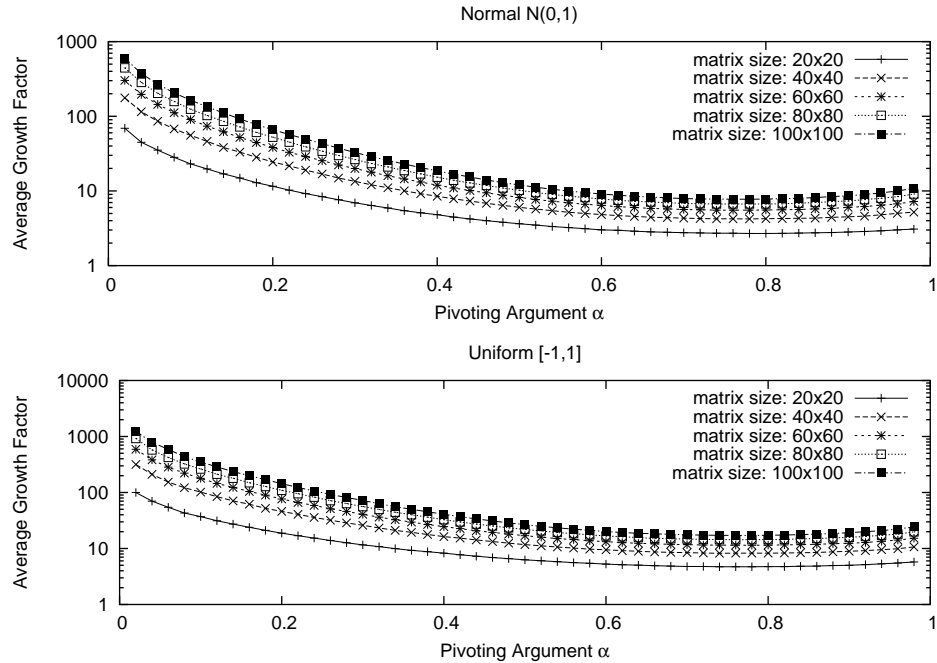 Normal N(0,1)
1000
100
10
1
Average Growth Factor
matrix size: 20x20
matrix size: 40x40
matrix size: 60x60
matrix size: 80x80
matrix size: 100x100
0 0.2 0.4 0.6 0.8 1
Pivoting Argument α
Uniform [-1,1]
10000
1000
100
10
1
Average Growth Factor
matrix size: 20x20
matrix size: 40x40
matrix size: 60x60
matrix size: 80x80
matrix size: 100x100
0 0.2 0.4 0.6 0.8 1
Pivoting Argument α